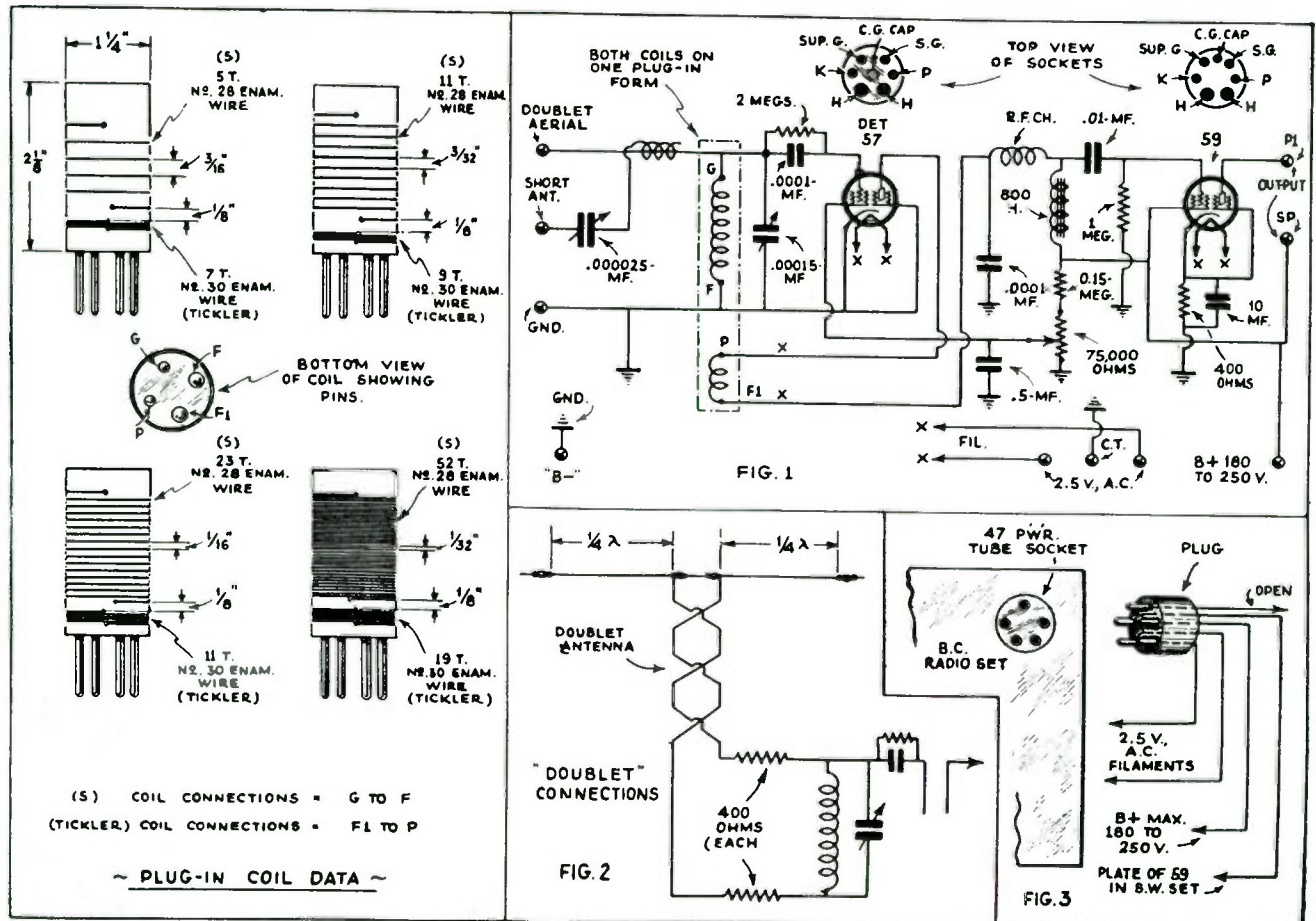 1 ¼"
2 ⅛"
(S)
5 T.
Nº. 28 ENAM.
WIRE
3/16"
1/8"
7 T.
Nº. 30 ENAM.
WIRE
(TICKLER)
(S)
11 T.
Nº. 28 ENAM.
WIRE
3/32"
1/8"
9 T.
Nº. 30 ENAM.
WIRE
(TICKLER)
G
F
P
F1
BOTTOM VIEW
OF COIL SHOWING
PINS.
(S)
23 T.
Nº. 28 ENAM.
WIRE
1/16"
1/8"
11 T.
Nº. 30 ENAM.
WIRE
(TICKLER)
(S)
52 T.
Nº. 28 ENAM.
WIRE
1/32"
1/8"
19 T.
Nº. 30 ENAM.
WIRE
(TICKLER)
(S) COIL CONNECTIONS = G TO F
(TICKLER) COIL CONNECTIONS = F1 TO P
~ PLUG-IN COIL DATA ~
BOTH COILS ON
ONE PLUG-IN
FORM
DOUBLET
AERIAL
SHORT
ANT.
.000025-
MF.
GND.
GND.
"B-"
G
F
P
F1
2 MEGS.
.0001-
MF.
.00015-
MF.
C.G. CAP
SUP. G.
S.G.
K
P
H
H
DET
57
X
X
X
X
TOP VIEW
OF SOCKETS
C.G. CAP
SUP. G
S.G.
K
P
H
H
R.F.CH.
.01-MF.
59
800
H.
1
MEG.
X
X
P1
OUTPUT
SP.
.0001
MF.
0.15-
MEG.
75,000
OHMS
.5-MF.
10
MF.
400
OHMS
X
FIL.
X
C.T.
2.5 V., A.C.
B+ 180
TO 250 V.
FIG. 1
¼ λ
¼ λ
DOUBLET
ANTENNA
"DOUBLET"
CONNECTIONS
400
OHMS
(EACH
FIG. 2
47 PWR.
TUBE SOCKET
B.C.
RADIO SET
PLUG
OPEN
2.5 V.,
A.C.
FILAMENTS
B+ MAX.
180 TO
250 V.
PLATE OF 59
IN S.W. SET
FIG. 3